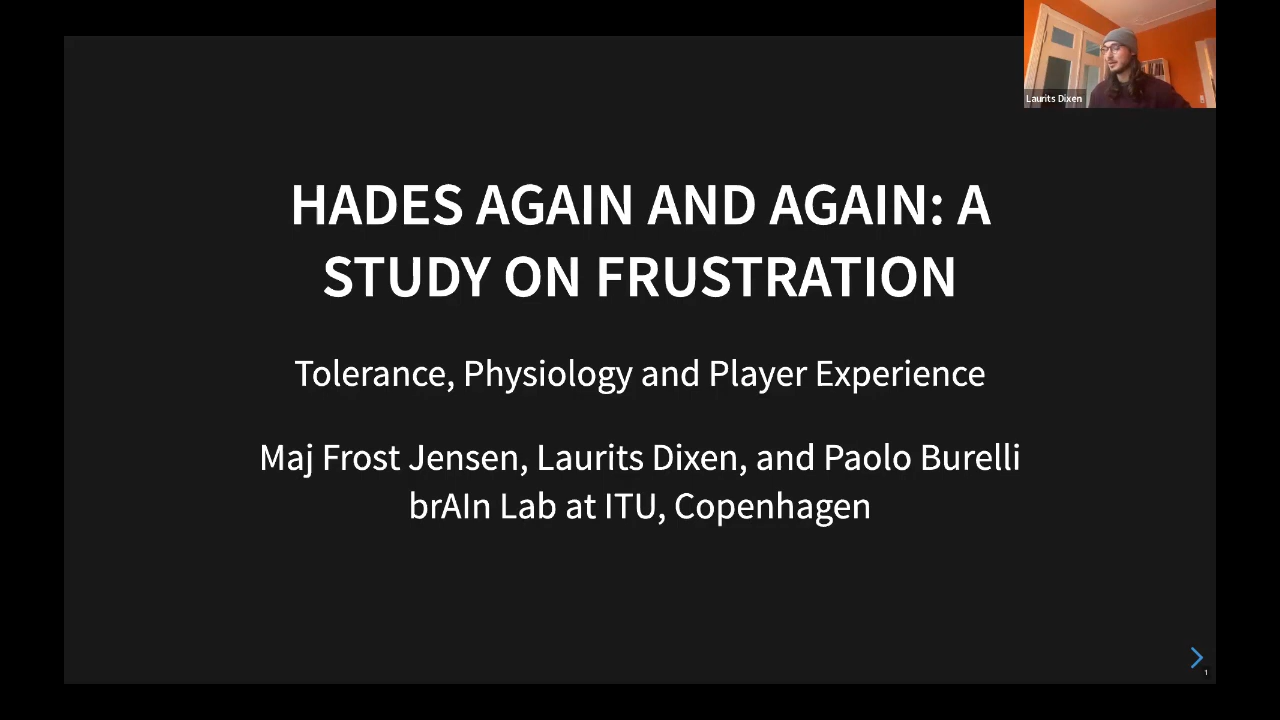 Laurits Dixen
HADES AGAIN AND AGAIN: A
STUDY ON FRUSTRATION
Tolerance, Physiology and Player Experience
Maj Frost Jensen, Laurits Dixen, and Paolo Burelli
brAIn Lab at ITU, Copenhagen
1